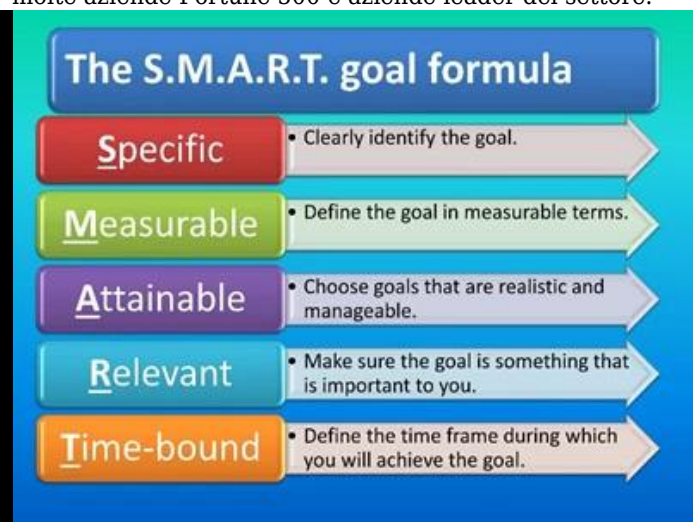 molte aziende Fortune 500 e aziende leader del settore.
The S.M.A.R.T. goal formula
Specific
• Clearly identify the goal.
Measurable
• Define the goal in measurable terms.
Attainable
• Choose goals that are realistic and
manageable.
Relevant
• Make sure the goal is something that
is important to you.
Time-bound
• Define the time frame during which
you will achieve the goal.